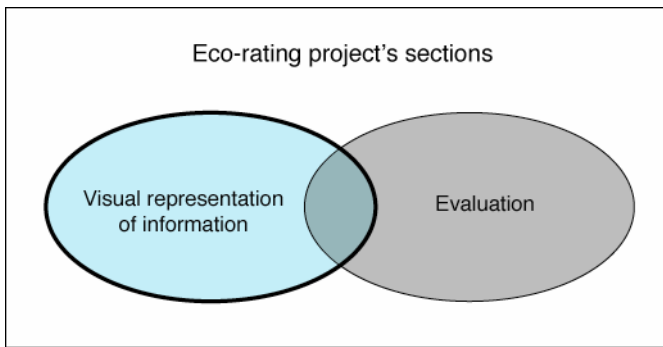 Eco-rating project's sections
Visual representation
of information
Evaluation